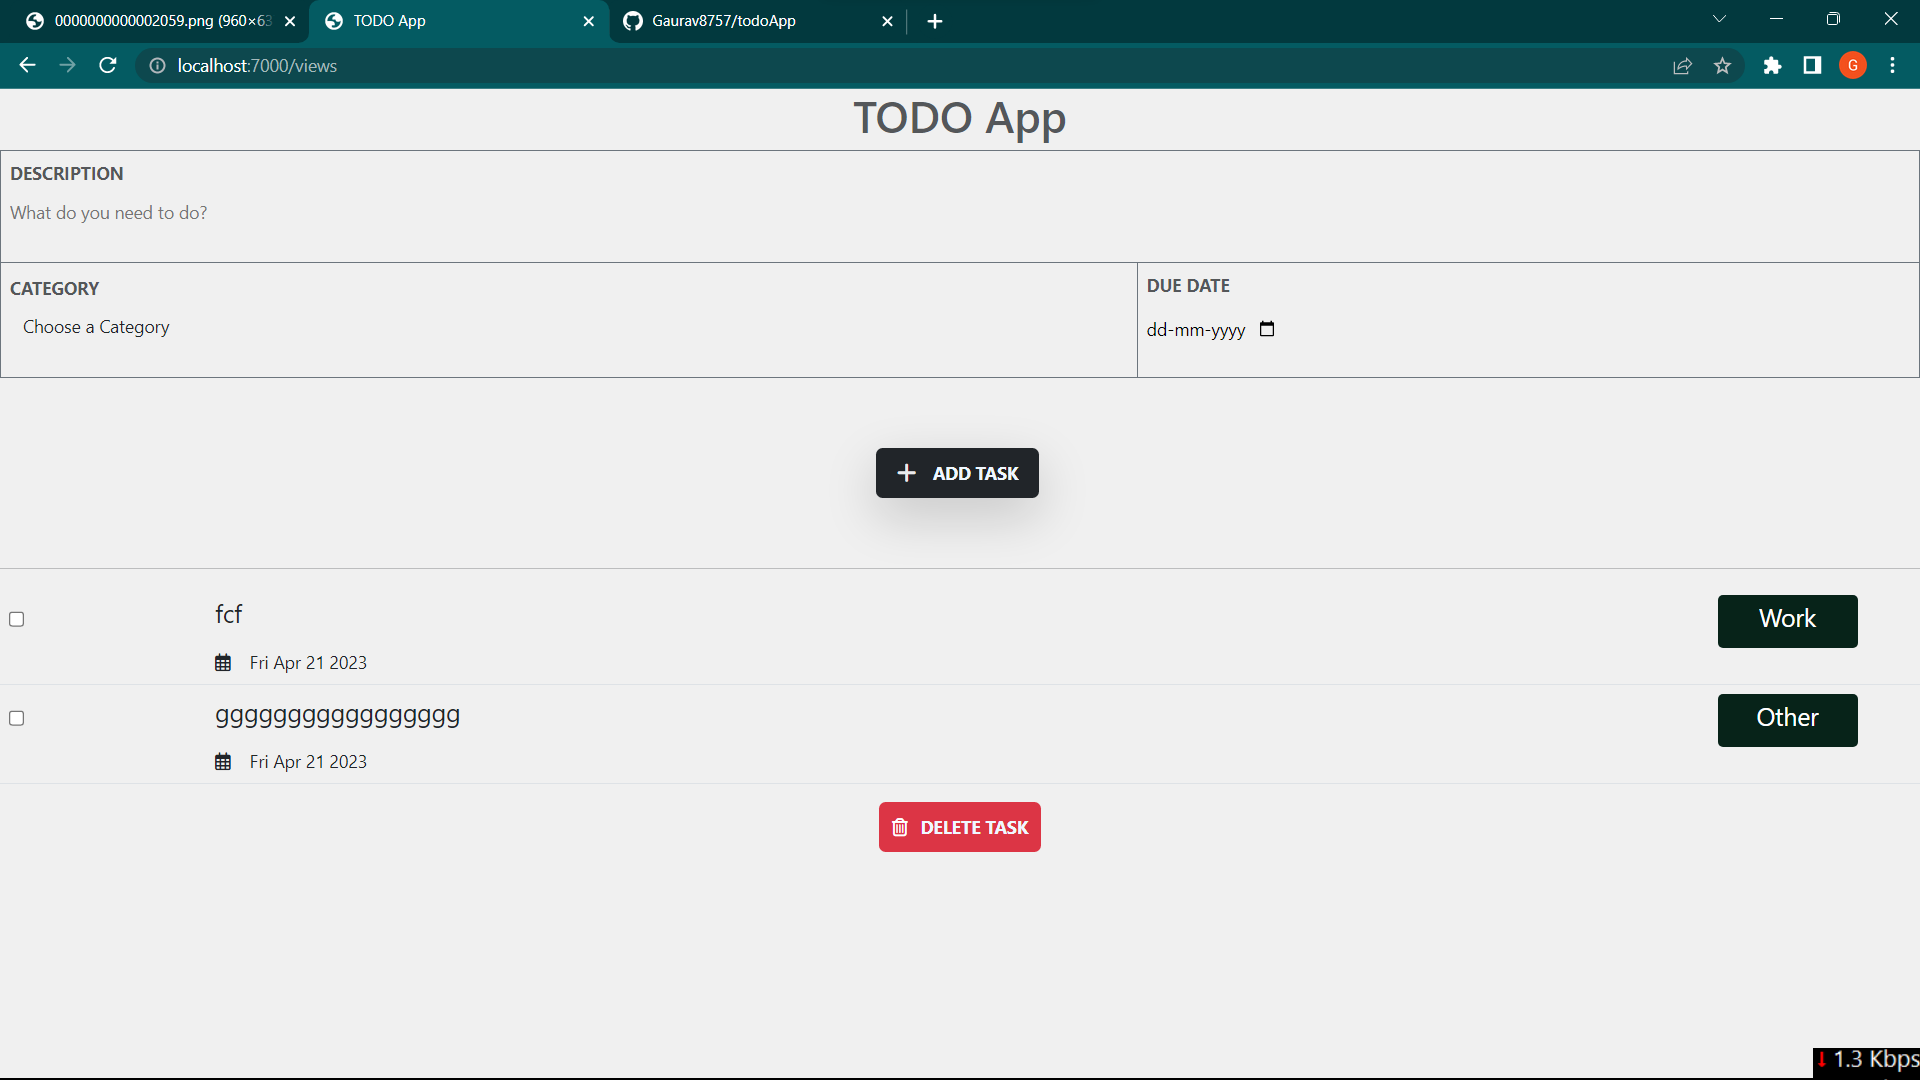 0000000000002059.png (960×63
TODO App
Gaurav8757/todoApp
localhost:7000/views
G
TODO App
DESCRIPTION
What do you need to do?
CATEGORY
Choose a Category
DUE DATE
dd-mm-yyyy
ADD TASK
fcf
Work
Fri Apr 21 2023
ggggggggggggggggg
Other
Fri Apr 21 2023
DELETE TASK
1.3 Kbps